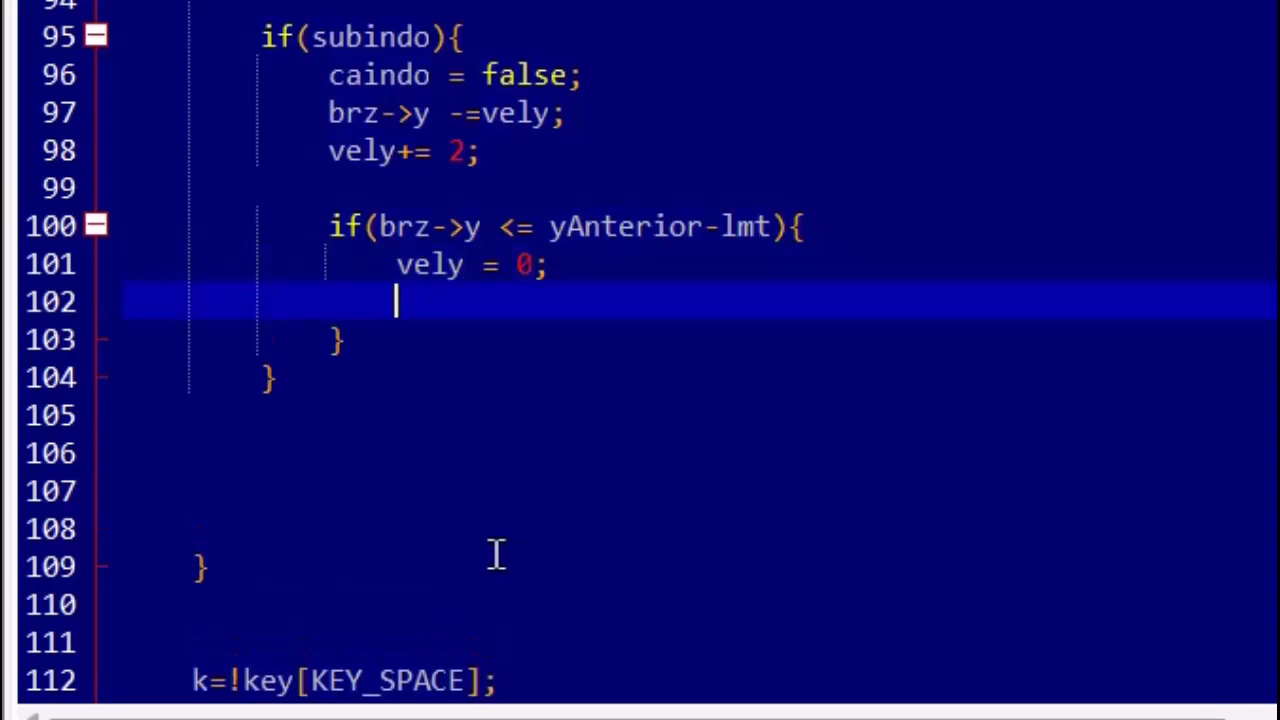 94
95 if(subindo){
96 caindo = false;
97 brz->y -=vely;
98 vely+= 2;
99
100 if(brz->y <= yAnterior-lmt){
101 vely = 0;
102
103 }
104 }
105
106
107
108
109 }
110
111
112 k=!key[KEY_SPACE];